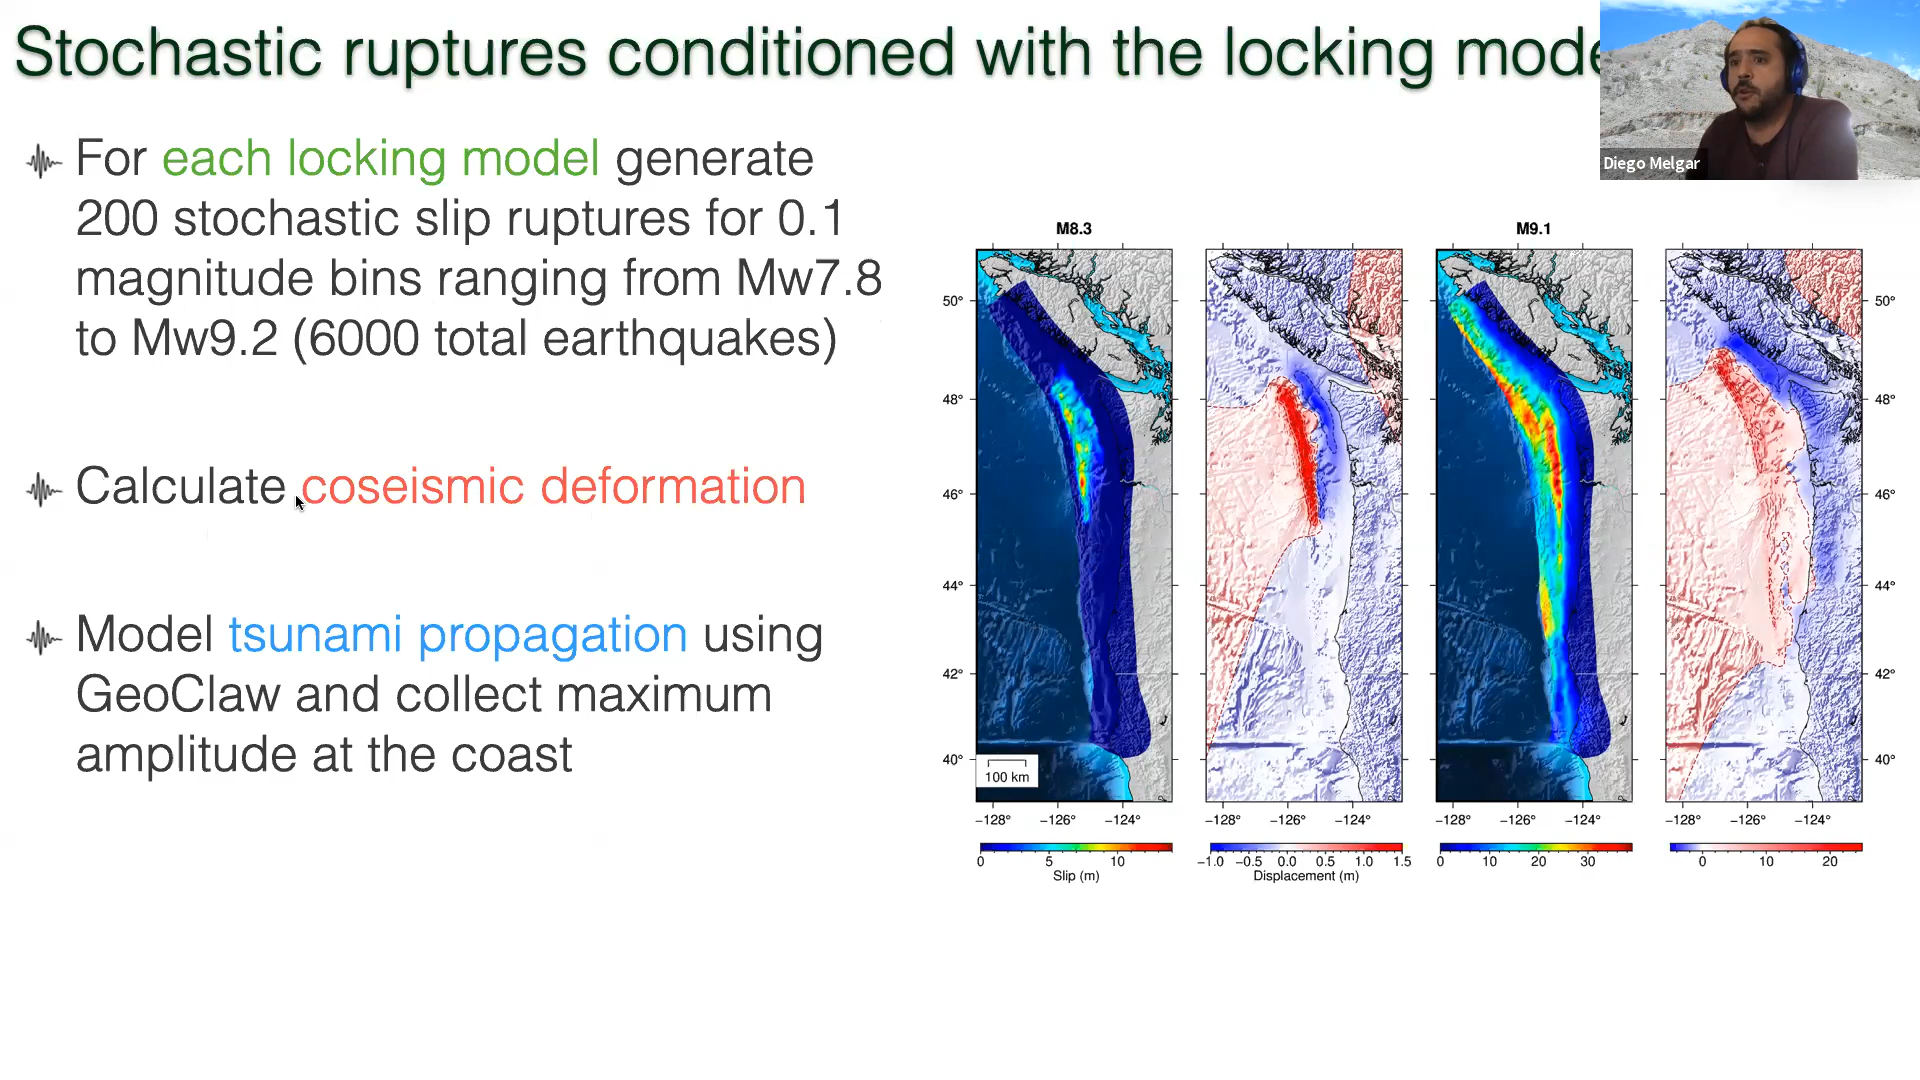 Stochastic ruptures conditioned with the locking mode
Diego Melgar
For each locking model generate
200 stochastic slip ruptures for 0.1
magnitude bins ranging from Mw7.8
to Mw9.2 (6000 total earthquakes)
Calculate coseismic deformation
Model tsunami propagation using
GeoClaw and collect maximum
amplitude at the coast
M8.3
M9.1
50°
48°
46°
44°
42°
40°
50°
48°
46°
44°
42°
40°
100 km
−128° −126° −124°
−128° −126° −124°
−128° −126° −124°
−128° −126° −124°
0 5 10
Slip (m)
−1.0 −0.5 0.0 0.5 1.0 1.5
Displacement (m)
0 10 20 30
0 10 20